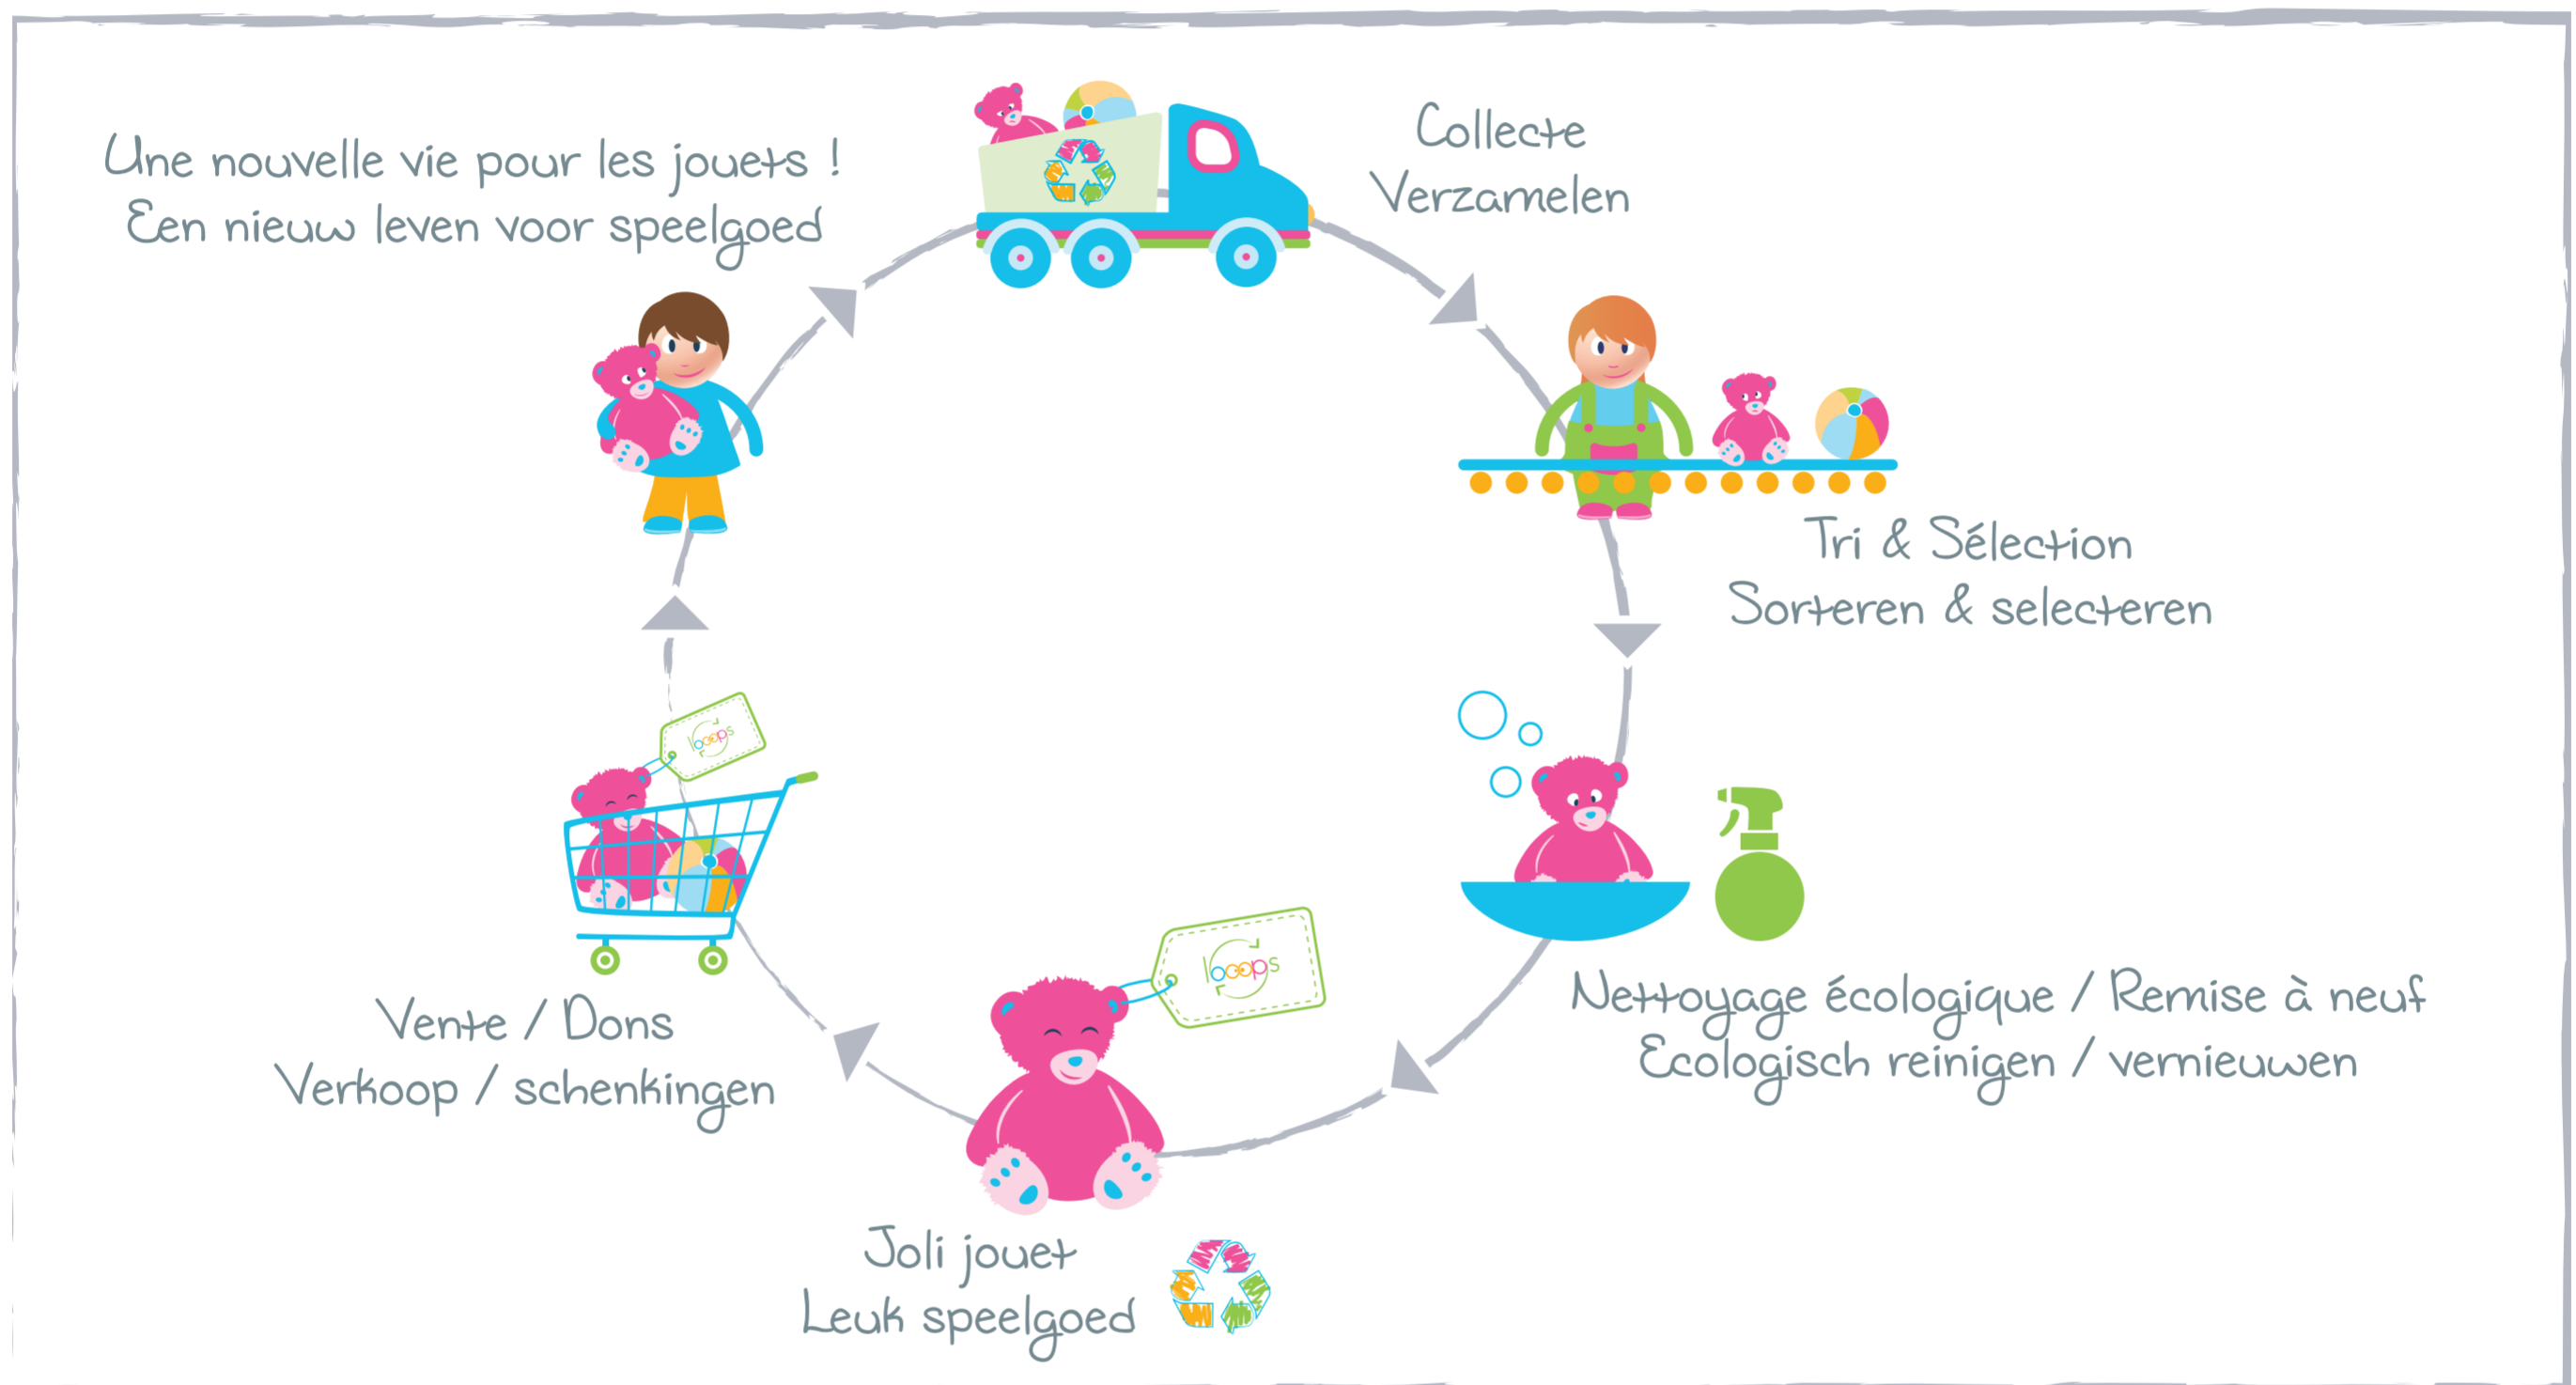 Une nouvelle vie pour les jouets !
Een nieuw leven voor speelgoed
Collecte
Verzamelen
Tri & Sélection
Sorteren & selecteren
Nettoyage écologique / Remise à neuf
Ecologisch reinigen / vernieuwen
looops
Joli jouet
Leuk speelgoed
looops
Vente / Dons
Verkoop / schenkingen